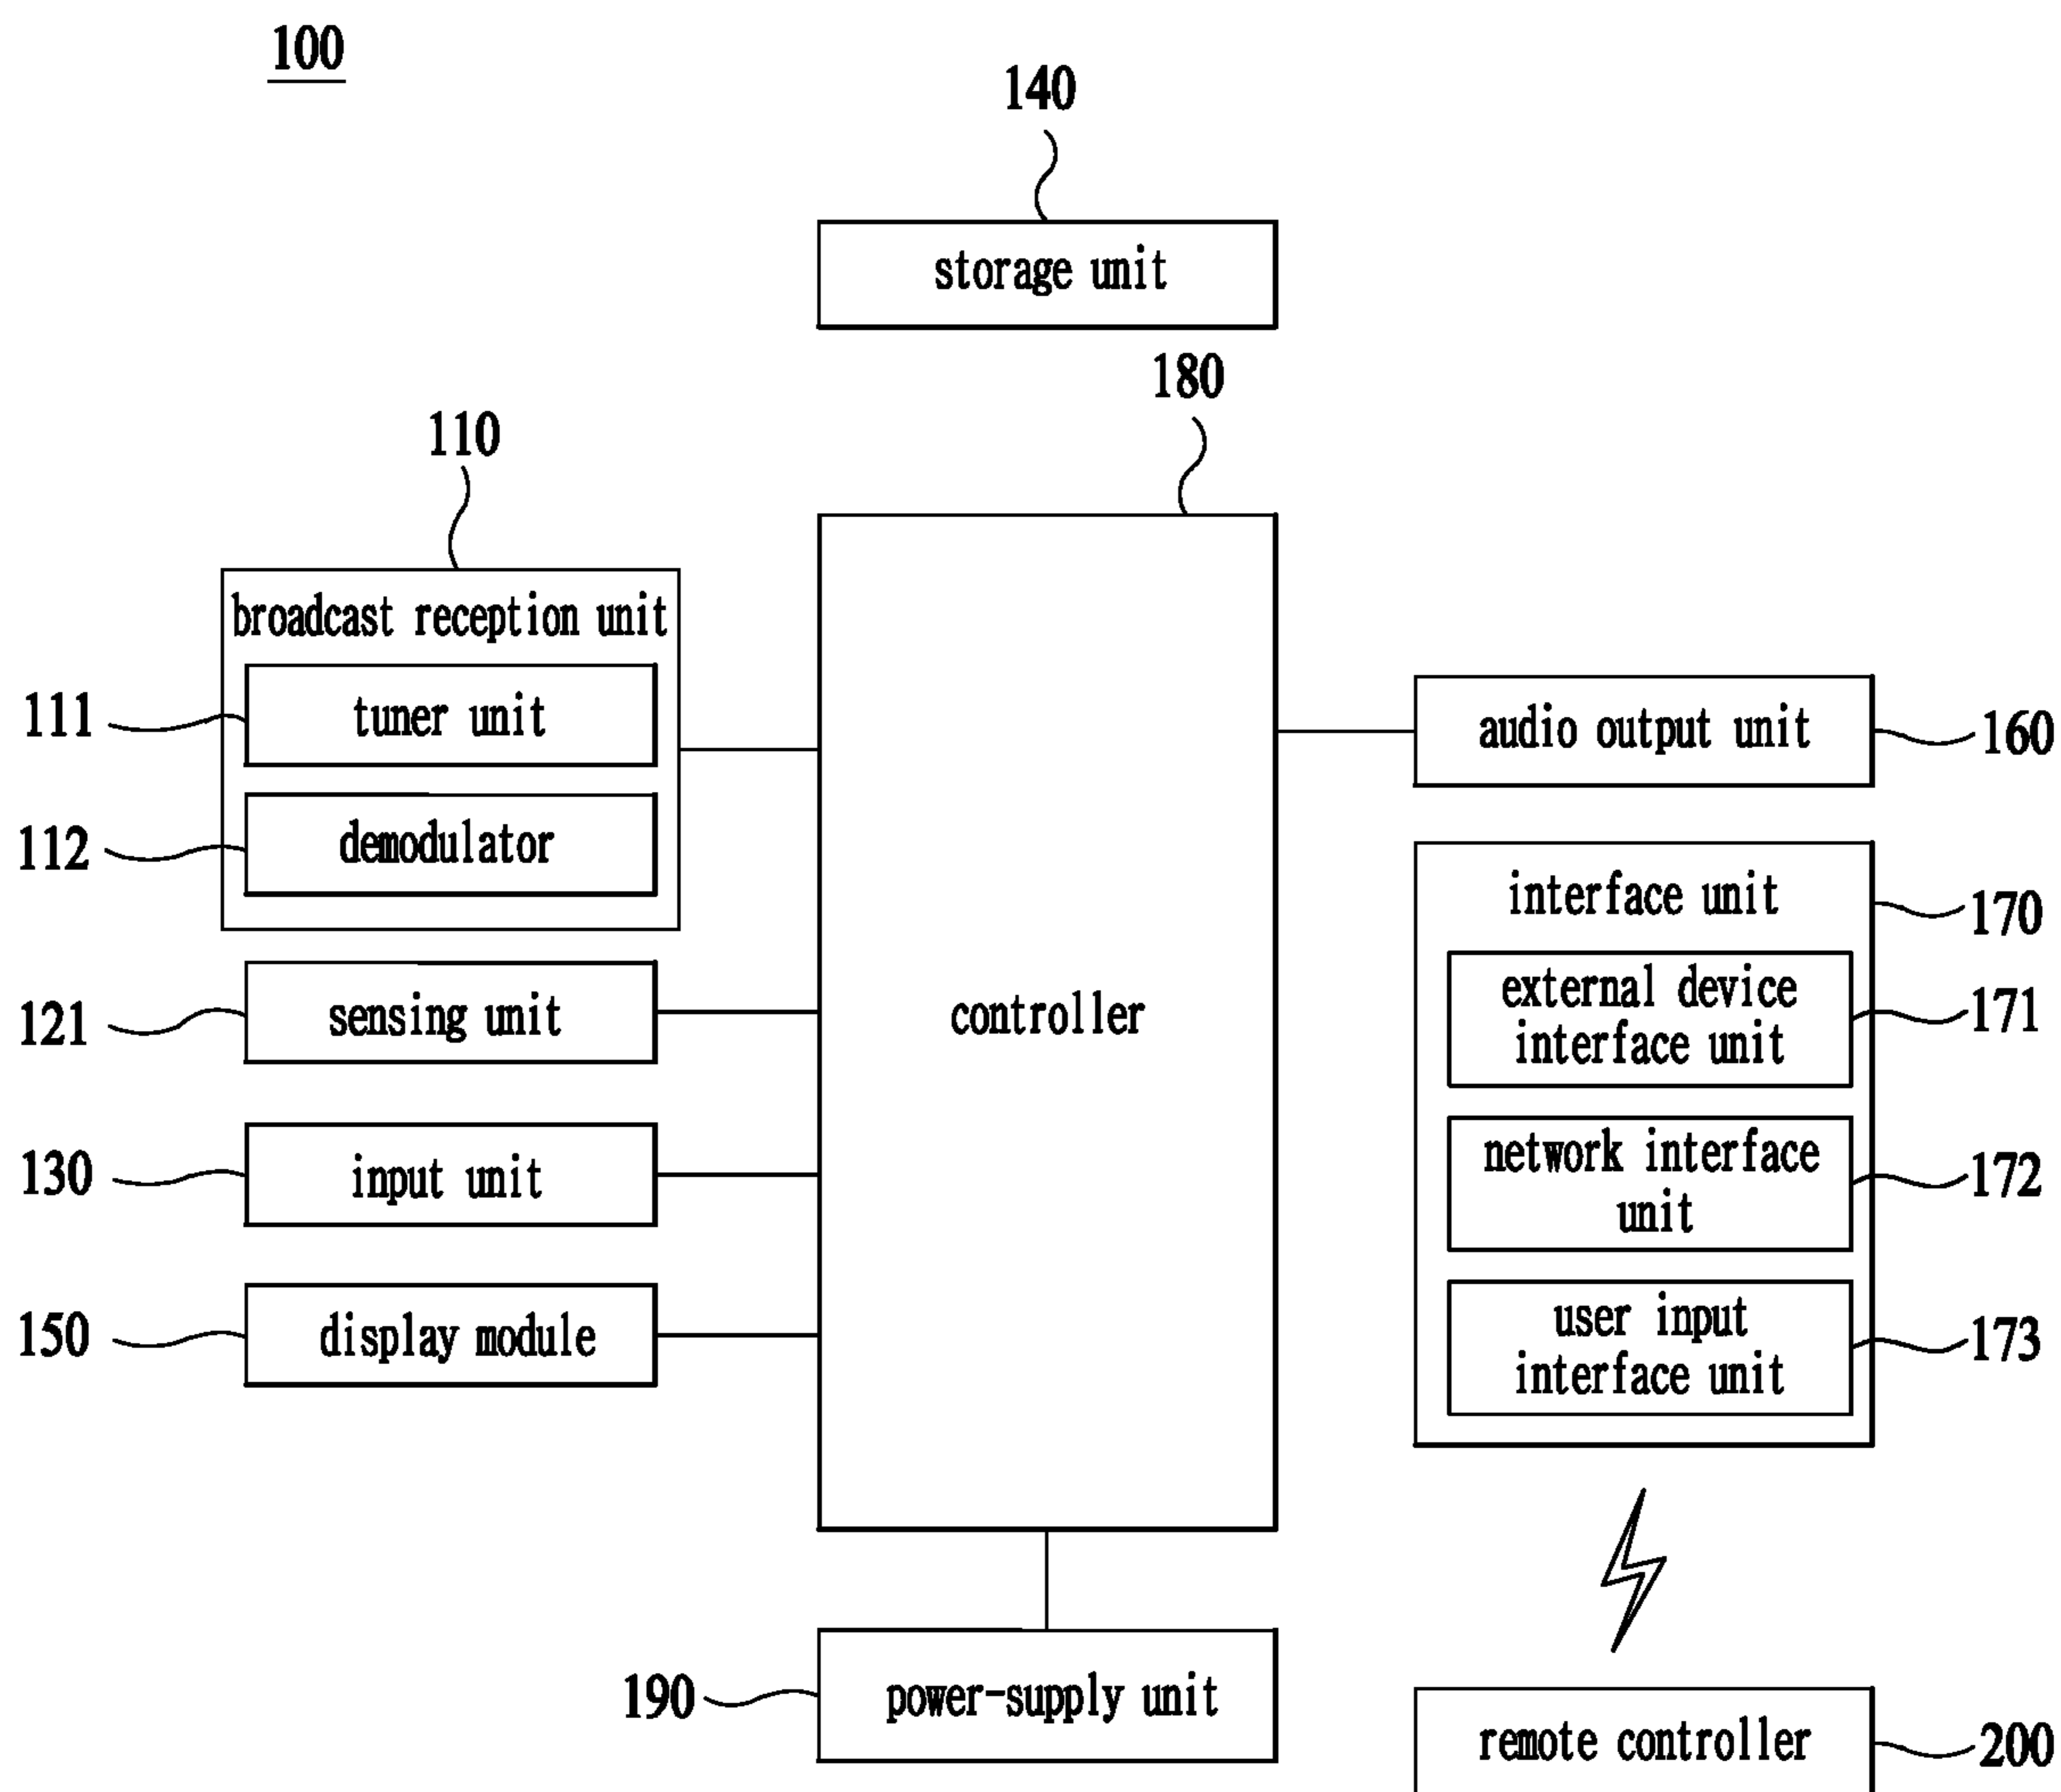 100
140
storage unit
180
110
broadcast reception unit
111
tuner unit
112
demodulator
121
sensing unit
130
input unit
150
display module
controller
audio output unit
160
interface unit
170
external device
interface unit
171
network interface
unit
172
user input
interface unit
173
190
power-supply unit
remote controller
200